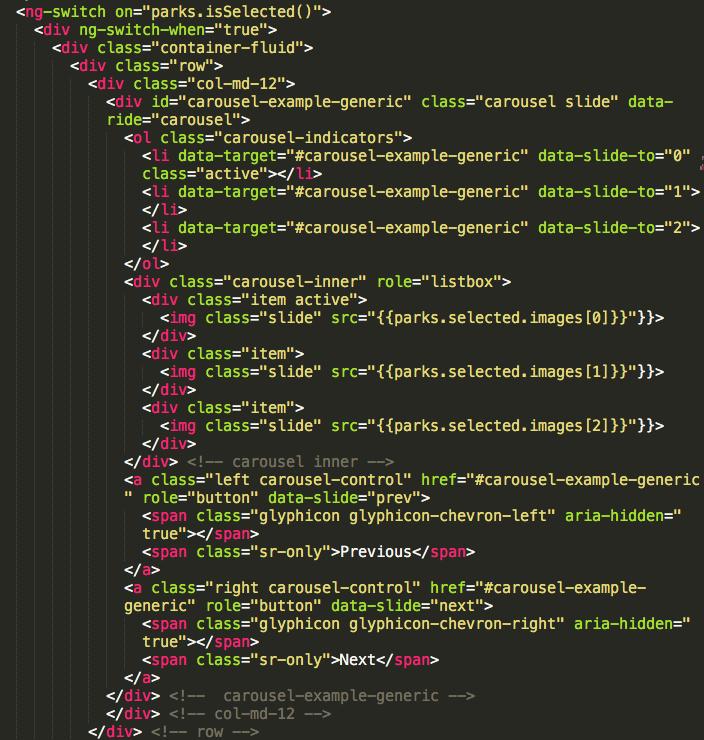 <ng-switch on="parks.isSelected()">
<div ng-switch-when="true">
<div class="container-fluid">
<div class="row">
<div class="col-md-12">
<div id="carousel-example-generic" class="carousel slide" data-
ride="carousel">
<ol class="carousel-indicators">
<li data-target="#carousel-example-generic" data-slide-to="0"
class="active"></li>
<li data-target="#carousel-example-generic" data-slide-to="1">
</li>
<li data-target="#carousel-example-generic" data-slide-to="2">
</li>
</ol>
<div class="carousel-inner" role="listbox">
<div class="item active">
<img class="slide" src="{{parks.selected.images[0]}}"}}>
</div>
<div class="item">
<img class="slide" src="{{parks.selected.images[1]}}"}}>
</div>
<div class="item">
<img class="slide" src="{{parks.selected.images[2]}}"}}>
</div>
</div> <!-- carousel inner -->
<a class="left carousel-control" href="#carousel-example-generic
" role="button" data-slide="prev">
<span class="glyphicon glyphicon-chevron-left" aria-hidden="
true"></span>
<span class="sr-only">Previous</span>
</a>
<a class="right carousel-control" href="#carousel-example-
generic" role="button" data-slide="next">
<span class="glyphicon glyphicon-chevron-right" aria-hidden="
true"></span>
<span class="sr-only">Next</span>
</a>
</div> <!--  carousel-example-generic -->
</div> <!-- col-md-12 -->
</div> <!-- row -->